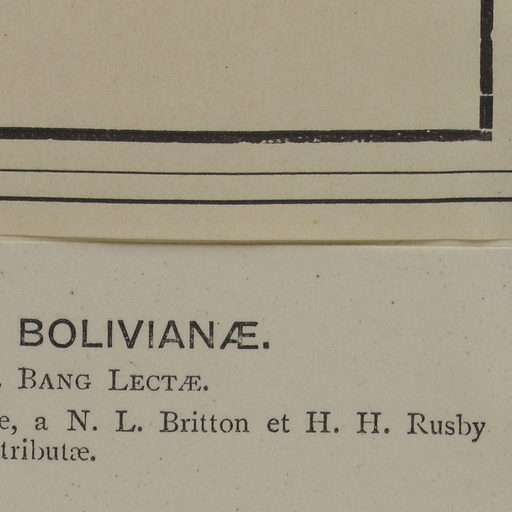 BOLIVIANÆ.
BANG LECTÆ.
e, a N. L. Britton et H. H. Rusby
tributæ.